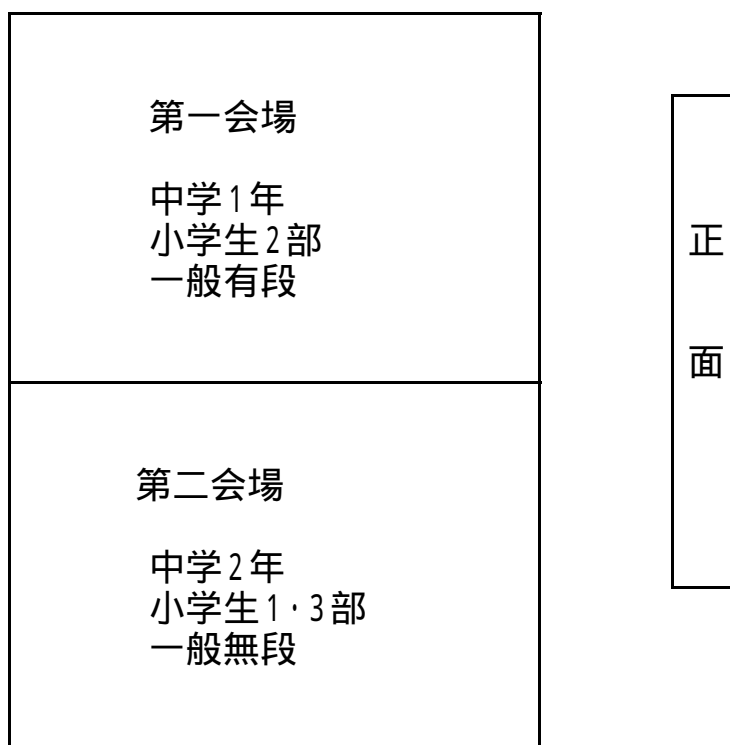 第一会場
中学1年
小学生2部
一般有段
正面
第二会場
中学2年
小学生1・3部
一般無段